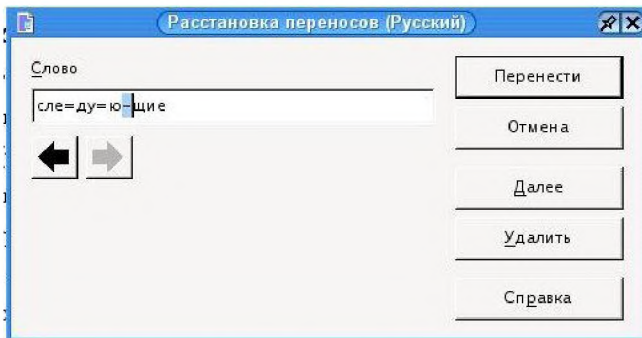 Расстановка переносов (Русский)
Слово
сле=ду=ю-щие
Перенести
Отмена
Далее
Удалить
Справка